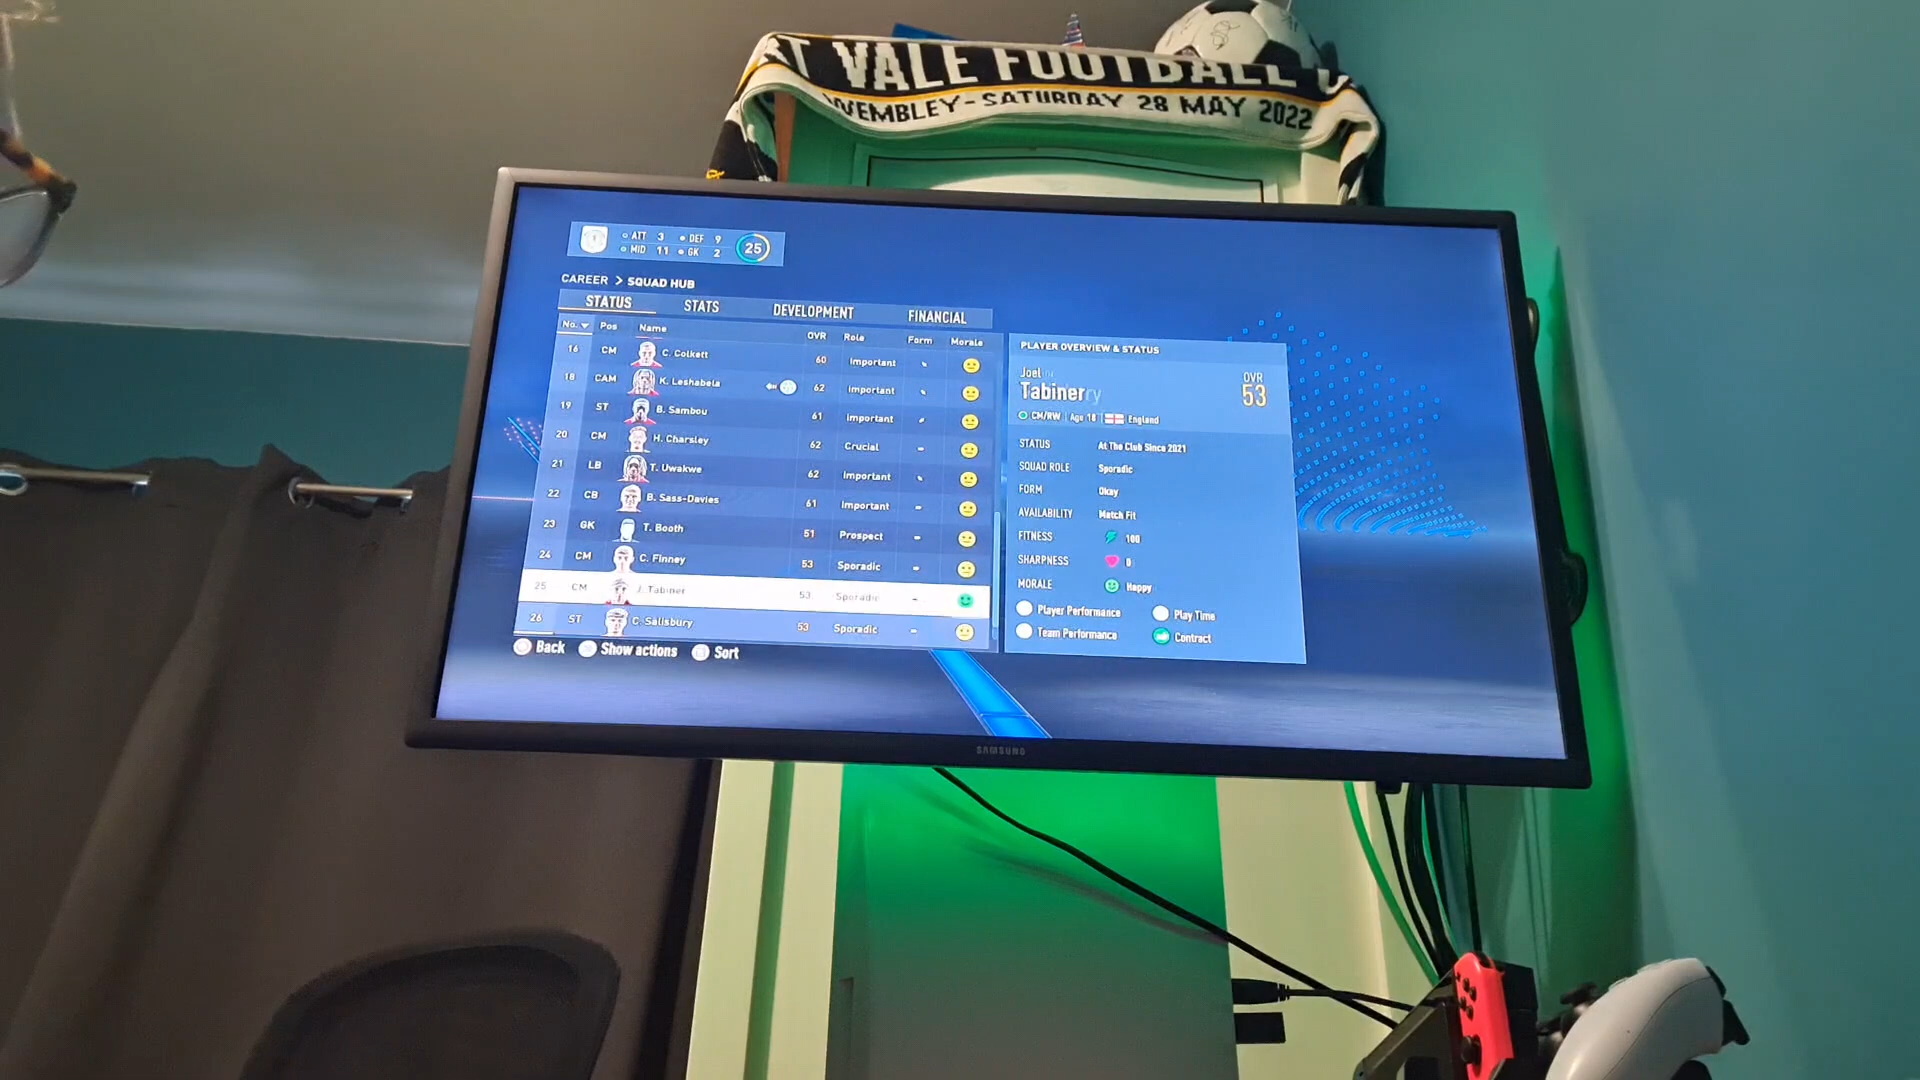 T VALE FOOTBALL
WEMBLEY-SATURDAY 28 MAY 2022
ATT 3 DEF 9
MID 11 GK 2
25
CAREER > SQUAD HUB
STATUS STATS DEVELOPMENT FINANCIAL
No. Pos Name OVR Role Form Morale
16 CM C. Colkett 60 Important
18 CAM K. Leshabela 62 Important
19 ST B. Sambou 61 Important
20 CM H. Charsley 62 Crucial
21 LB T. Uwakwe 62 Important
22 CB B. Sass-Davies 61 Important
23 GK T. Booth 51 Prospect
24 CM C. Finney 53 Sporadic
25 CM J. Tabiner 53 Sporadic
26 ST C. Salisbury 53 Sporadic
Back Show actions Sort
PLAYER OVERVIEW & STATUS
Joel
Tabiner
OVR
53
CM/RW | Age 18 | England
STATUS At The Club Since 2021
SQUAD ROLE Sporadic
FORM Okay
AVAILABILITY Match Fit
FITNESS 100
SHARPNESS 0
MORALE Happy
Player Performance Play Time
Team Performance Contract
SAMSUNG